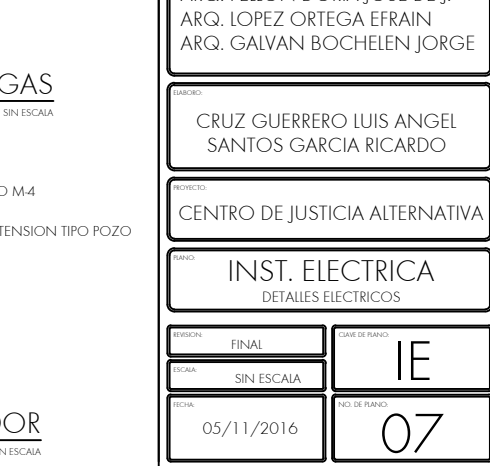 ARQ. LOPEZ ORTEGA EFRAIN
ARQ. GALVAN BOCHELEN JORGE
GAS
SIN ESCALA
ELABORO:
CRUZ GUERRERO LUIS ANGEL
SANTOS GARCIA RICARDO
O M-4
PROYECTO:
CENTRO DE JUSTICIA ALTERNATIVA
TENSION TIPO POZO
PLANO:
INST. ELECTRICA
DETALLES ELECTRICOS
REVISION:
FINAL
CLAVE DE PLANO:
IE
ESCALA:
SIN ESCALA
FECHA:
05/11/2016
NO. DE PLANO:
07
DOR
SIN ESCALA